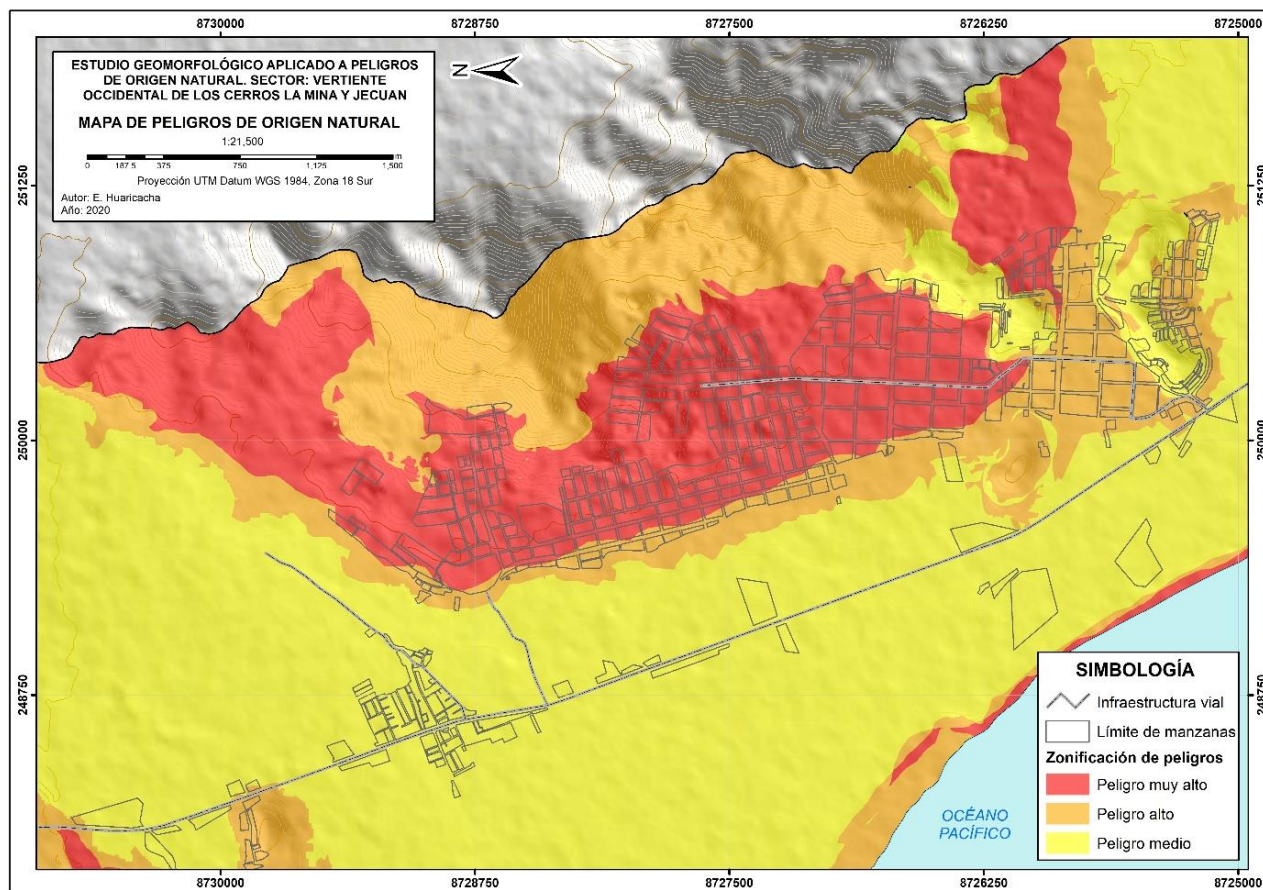 8730000 8728750 8727500 8726250 8725000
ESTUDIO GEOMORFOLÓGICO APLICADO A PELIGROS
DE ORIGEN NATURAL. SECTOR: VERTIENTE
OCCIDENTAL DE LOS CERROS LA MINA Y JECUAN
MAPA DE PELIGROS DE ORIGEN NATURAL
1:21,500
m
0 187.5 375 750 1,125 1,500
Proyección UTM Datum WGS 1984, Zona 18 Sur
Autor: E. Huaricacha
Año: 2020
N
251250 251250
250000 250000
248750 248750
SIMBOLOGÍA
Infraestructura vial
Límite de manzanas
Zonificación de peligros
Peligro muy alto
Peligro alto
Peligro medio
OCÉANO
PACÍFICO
8730000 8728750 8727500 8726250 8725000